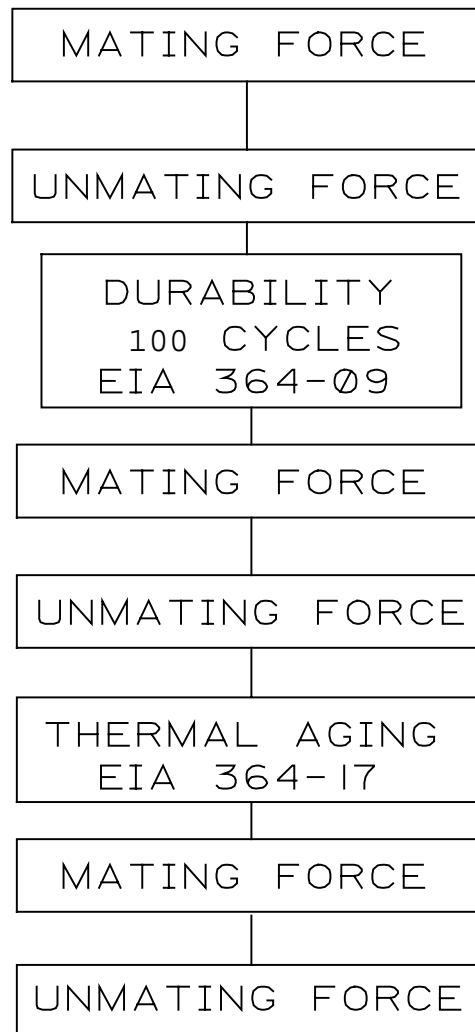 MATING FORCE
UNMATING FORCE
DURABILITY
100 CYCLES
EIA 364-09
MATING FORCE
UNMATING FORCE
THERMAL AGING
EIA 364-17
MATING FORCE
UNMATING FORCE